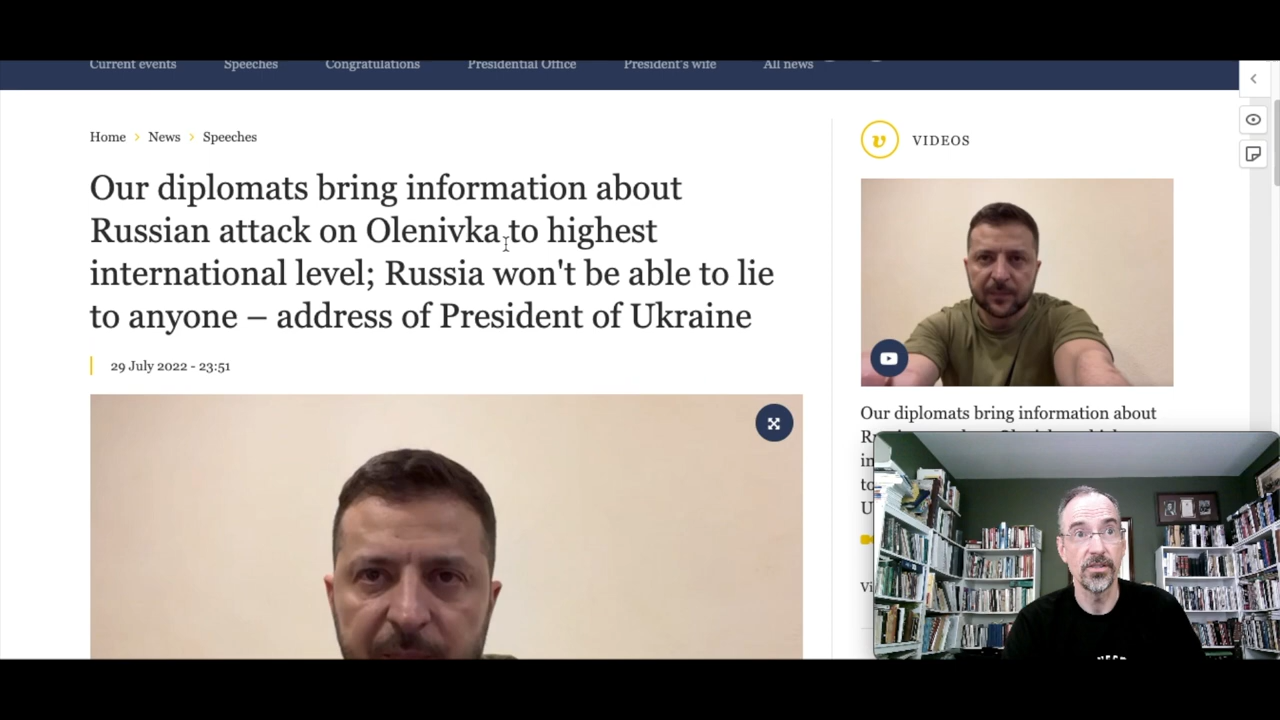 Current events Speeches Congratulations Presidential Office President's wife All news
Home > News > Speeches
Our diplomats bring information about
Russian attack on Olenivka to highest
international level; Russia won't be able to lie
to anyone – address of President of Ukraine
29 July 2022 - 23:51
v VIDEOS
Our diplomats bring information about